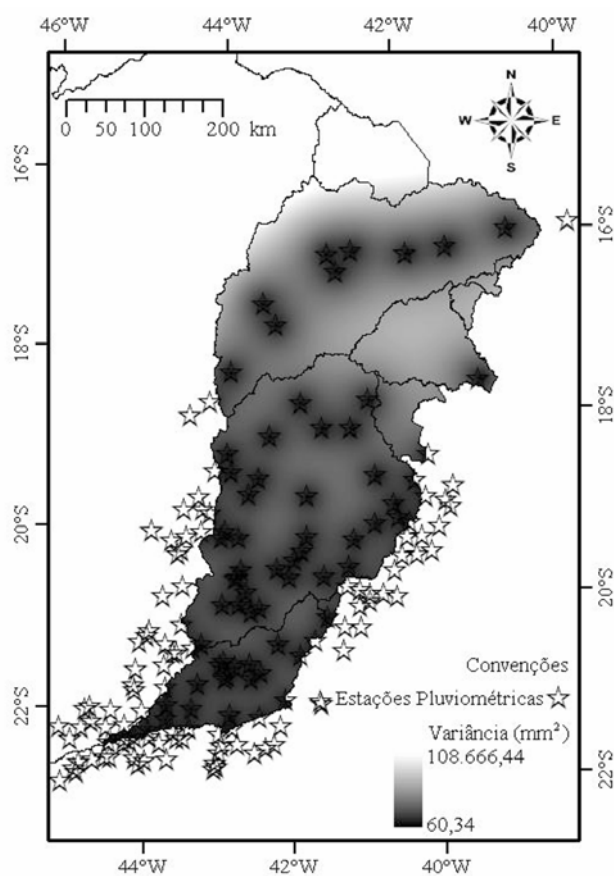 46°W 44°W 42°W 40°W
N
W E
S
0 50 100 200 km
16°S 16°S
18°S 18°S
20°S 20°S
22°S 22°S
Convenções
Estações Pluviométricas
Variância (mm²)
108.666,44
60,34
44°W 42°W 40°W